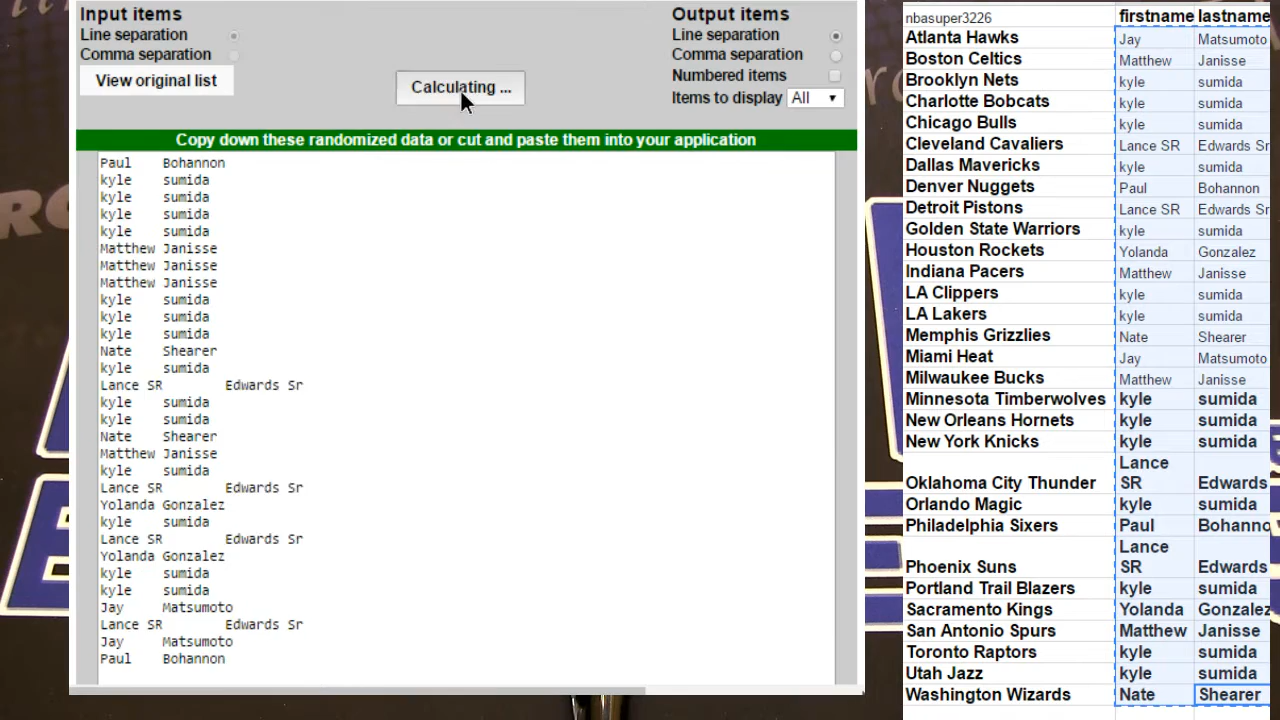 Input items
Line separation
Comma separation
View original list
Calculating ...
Output items
Line separation
Comma separation
Numbered items
Items to display All
Copy down these randomized data or cut and paste them into your application
Paul Bohannon
kyle sumida
kyle sumida
kyle sumida
kyle sumida
Matthew Janisse
Matthew Janisse
Matthew Janisse
kyle sumida
kyle sumida
kyle sumida
Nate Shearer
kyle sumida
Lance SR Edwards Sr
kyle sumida
kyle sumida
Nate Shearer
Matthew Janisse
kyle sumida
Lance SR Edwards Sr
Yolanda Gonzalez
kyle sumida
Lance SR Edwards Sr
Yolanda Gonzalez
kyle sumida
kyle sumida
Jay Matsumoto
Lance SR Edwards Sr
Jay Matsumoto
Paul Bohannon
nbasuper3226 firstname lastname
Atlanta Hawks Jay Matsumoto
Boston Celtics Matthew Janisse
Brooklyn Nets kyle sumida
Charlotte Bobcats kyle sumida
Chicago Bulls kyle sumida
Cleveland Cavaliers Lance SR Edwards Sr
Dallas Mavericks kyle sumida
Denver Nuggets Paul Bohannon
Detroit Pistons Lance SR Edwards Sr
Golden State Warriors kyle sumida
Houston Rockets Yolanda Gonzalez
Indiana Pacers Matthew Janisse
LA Clippers kyle sumida
LA Lakers kyle sumida
Memphis Grizzlies Nate Shearer
Miami Heat Jay Matsumoto
Milwaukee Bucks Matthew Janisse
Minnesota Timberwolves kyle sumida
New Orleans Hornets kyle sumida
New York Knicks kyle sumida
Lance
Oklahoma City Thunder SR Edwards
Orlando Magic kyle sumida
Philadelphia Sixers Paul Bohanno
Lance
Phoenix Suns SR Edwards
Portland Trail Blazers kyle sumida
Sacramento Kings Yolanda Gonzalez
San Antonio Spurs Matthew Janisse
Toronto Raptors kyle sumida
Utah Jazz kyle sumida
Washington Wizards Nate Shearer